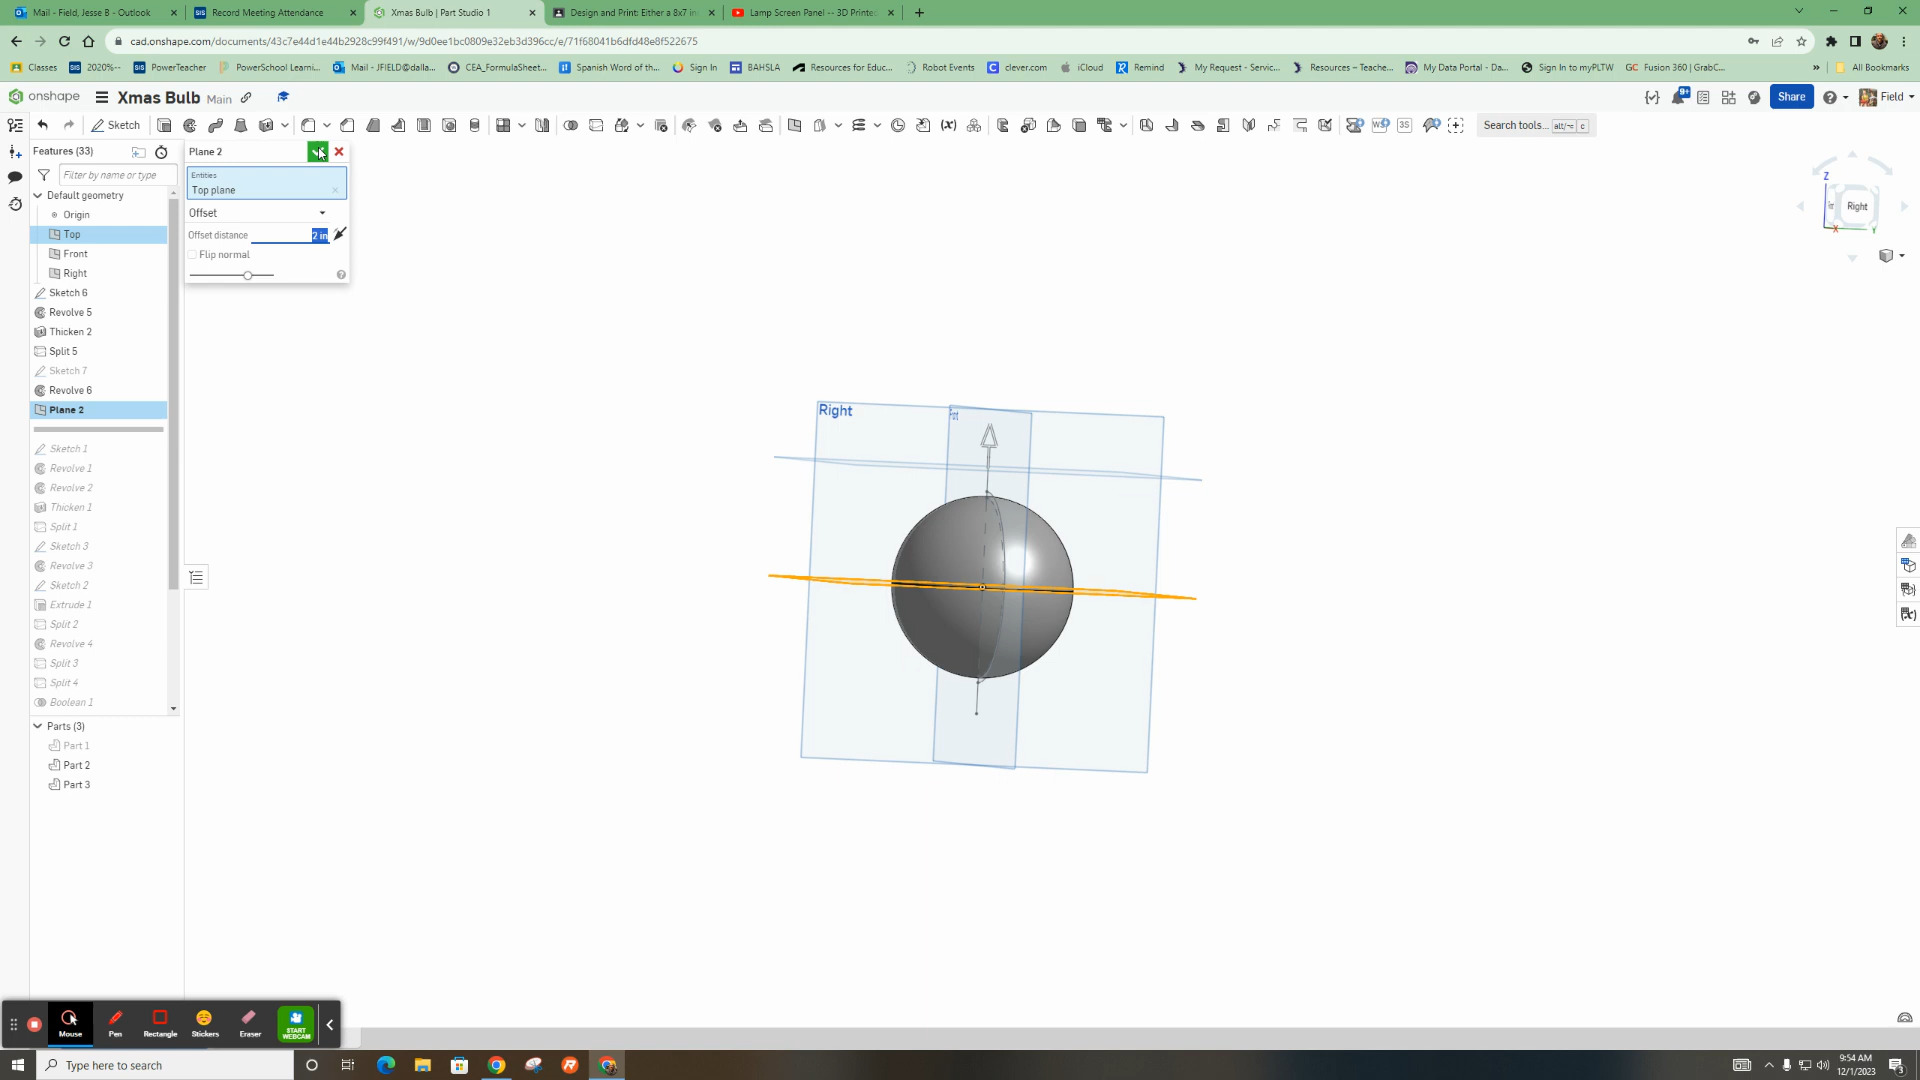 Mail - Field, Jesse B - Outlook
Record Meeting Attendance
Xmas Bulb | Part Studio 1
Design and Print: Either a 8x7 in
Lamp Screen Panel -- 3D Printe
cad.onshape.com/documents/43c7e44d1e44b2928c99f491/w/9d0ee1bc0809e32eb3d396cc/e/71f68041b6dfd48e8f522675
Classes
2020%--
PowerTeacher
PowerSchool Learni...
Mail - JFIELD@dalla...
CEA_FormulaSheet...
Spanish Word of th...
Sign In
BAHSLA
Resources for Educ...
Robot Events
clever.com
iCloud
Remind
My Request - Servic...
Resources – Teache...
My Data Portal - Da...
Sign In to myPLTW
Fusion 360 | GrabC...
All Bookmarks
onshape
Xmas Bulb Main
9+
Share
Field
Sketch
Search tools... alt/⌥ c
Features (33)
Filter by name or type
Default geometry
Origin
Top
Front
Right
Sketch 6
Revolve 5
Thicken 2
Split 5
Sketch 7
Revolve 6
Plane 2
Sketch 1
Revolve 1
Revolve 2
Thicken 1
Split 1
Sketch 3
Revolve 3
Sketch 2
Extrude 1
Split 2
Revolve 4
Split 3
Split 4
Boolean 1
Parts (3)
Part 1
Part 2
Part 3
Plane 2
Entities
Top plane
Offset
Offset distance 2 in
Flip normal
Right
Z
Right
X
Y
Mouse
Pen
Rectangle
Stickers
Eraser
START
WEBCAM
Type here to search
9:54 AM
12/1/2023
3